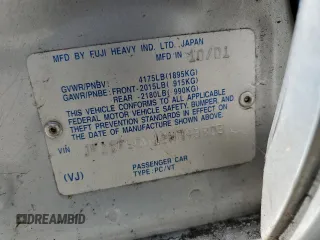 MFD BY FUJI HEAVY IND. LTD. JAPAN
MFD IN 10/01
GVWR/PNBV: 4175LB(1895KG)
GAWR/PNBE:FRONT-2015LB( 915KG)
REAR -2180LB( 990KG)
THIS VEHICLE CONFORMS TO ALL APPLICABLE
FEDERAL MOTOR VEHICLE SAFETY, BUMPER, AND
THEFT PREVENTION STANDARDS IN EFFECT ON
THE DATE OF MANUFACTURE SHOWN ABOVE.
VIN
PASSENGER CAR
(VJ) TYPE:PC/VT
DREAMBID